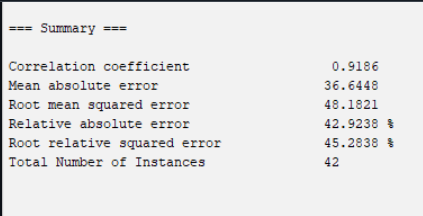 === Summary ===
Correlation coefficient 0.9186
Mean absolute error 36.6448
Root mean squared error 48.1821
Relative absolute error 42.9238 %
Root relative squared error 45.2838 %
Total Number of Instances 42